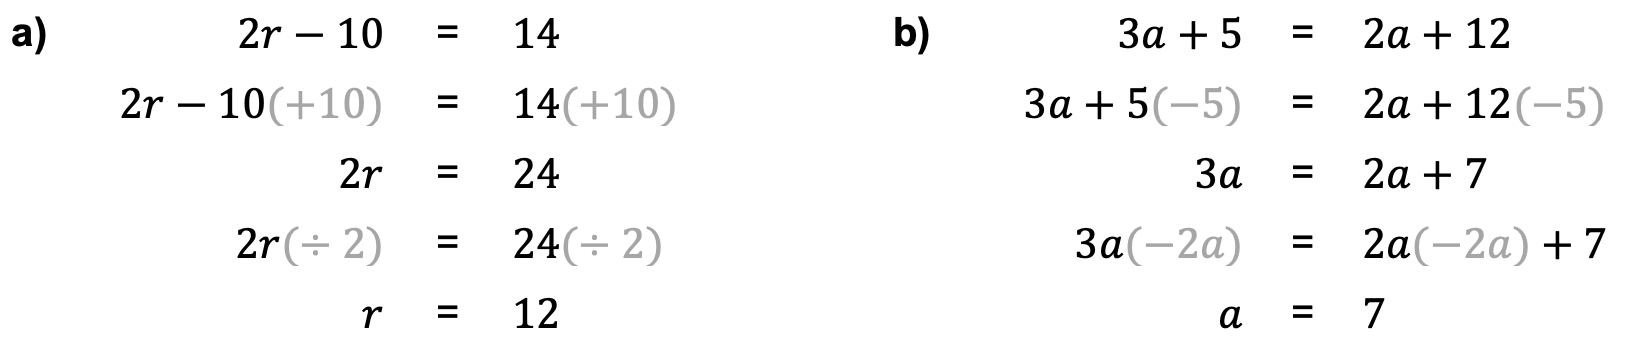 a) 2r − 10 = 14
2r − 10(+10) = 14(+10)
2r = 24
2r(÷ 2) = 24(÷ 2)
r = 12
b) 3a + 5 = 2a + 12
3a + 5(−5) = 2a + 12(−5)
3a = 2a + 7
3a(−2a) = 2a(−2a) + 7
a = 7